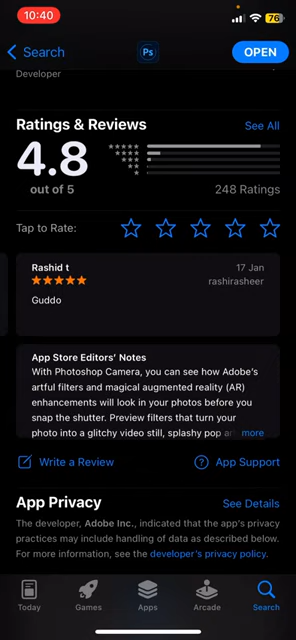 10:40
76
Search
Ps
OPEN
Developer
Ratings & Reviews
See All
4.8
out of 5
248 Ratings
Tap to Rate:
Rashid t
17 Jan
rashirasheer
Guddo
App Store Editors' Notes
With Photoshop Camera, you can see how Adobe's
artful filters and magical augmented reality (AR)
enhancements will look in your photos before you
snap the shutter. Preview filters that turn your
photo into a glitchy video still, splashy pop
more
Write a Review
App Support
App Privacy
See Details
The developer, Adobe Inc., indicated that the app's privacy
practices may include handling of data as described below.
For more information, see the developer's privacy policy.
Today
Games
Apps
Arcade
Search